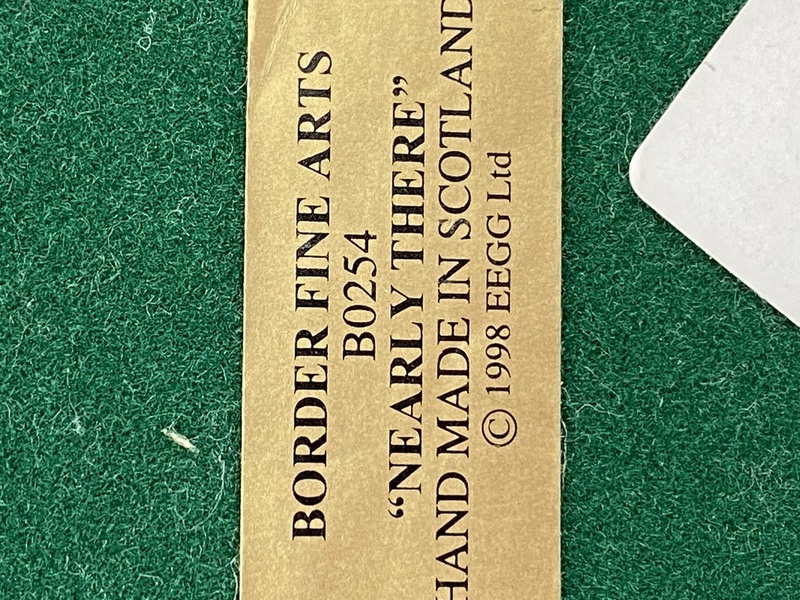 BORDER FINE ARTS
B0254
“NEARLY THERE”
HAND MADE IN SCOTLAND
© 1998 EEGG Ltd